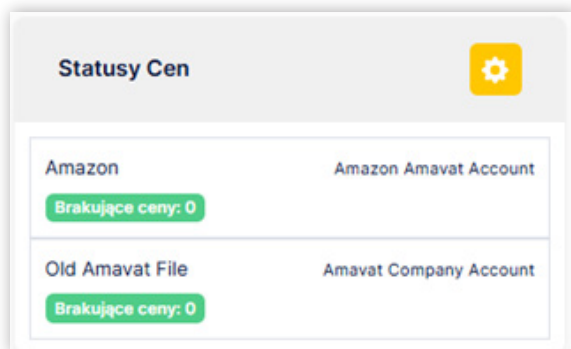 Statusy Cen
Amazon
Amazon Amavat Account
Brakujące ceny: 0
Old Amavat File
Amavat Company Account
Brakujące ceny: 0